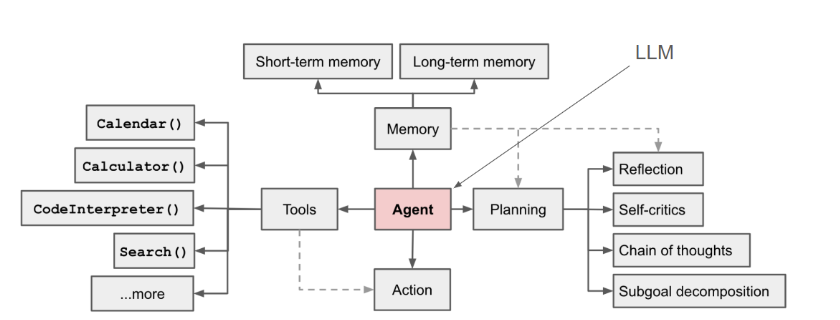 LLM
Short-term memory
Long-term memory
Calendar()
Memory
Calculator()
Reflection
CodeInterpreter()
Tools
Agent
Planning
Self-critics
Search()
Chain of thoughts
...more
Action
Subgoal decomposition